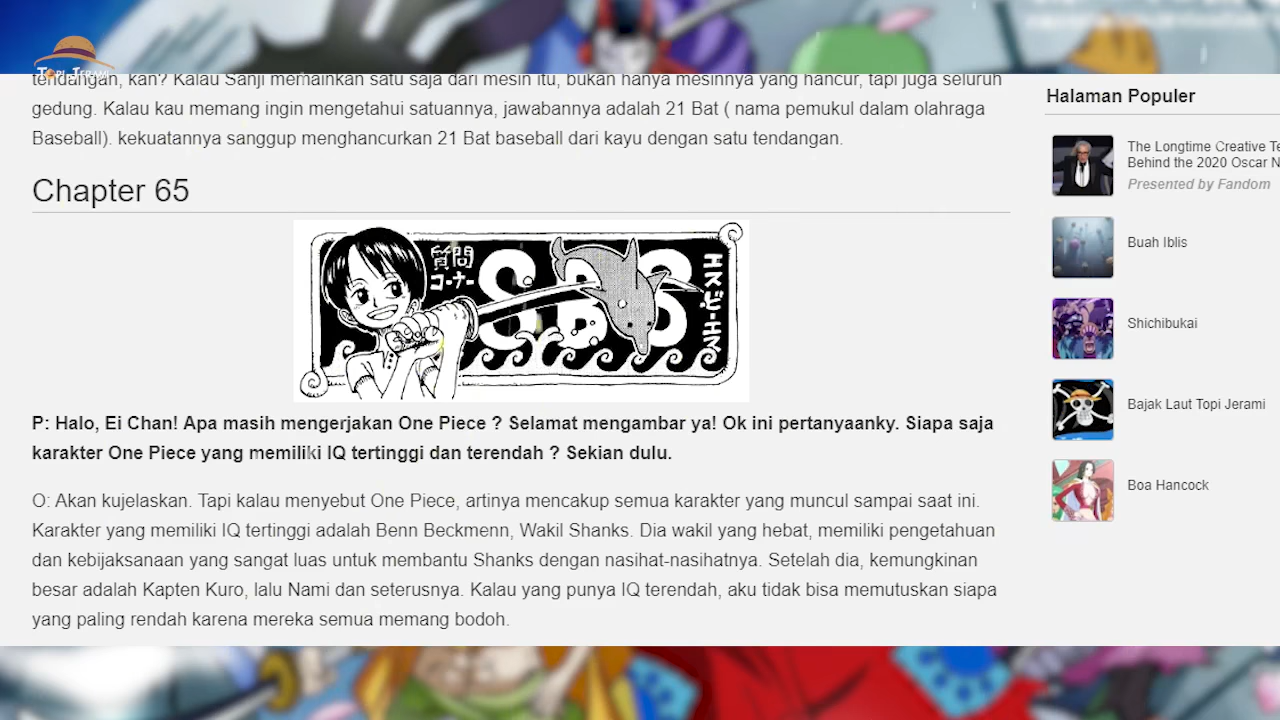 TOPI JERAMI
tendangan, kan? Kalau Sanji memainkan satu saja dari mesin itu, bukan hanya mesinnya yang hancur, tapi juga seluruh
gedung. Kalau kau memang ingin mengetahui satuannya, jawabannya adalah 21 Bat ( nama pemukul dalam olahraga
Baseball). kekuatannya sanggup menghancurkan 21 Bat baseball dari kayu dengan satu tendangan.
Chapter 65
質問
コーナー
SBS
P: Halo, Ei Chan! Apa masih mengerjakan One Piece ? Selamat mengambar ya! Ok ini pertanyaanky. Siapa saja
karakter One Piece yang memiliki IQ tertinggi dan terendah ? Sekian dulu.
O: Akan kujelaskan. Tapi kalau menyebut One Piece, artinya mencakup semua karakter yang muncul sampai saat ini.
Karakter yang memiliki IQ tertinggi adalah Benn Beckmenn, Wakil Shanks. Dia wakil yang hebat, memiliki pengetahuan
dan kebijaksanaan yang sangat luas untuk membantu Shanks dengan nasihat-nasihatnya. Setelah dia, kemungkinan
besar adalah Kapten Kuro, lalu Nami dan seterusnya. Kalau yang punya IQ terendah, aku tidak bisa memutuskan siapa
yang paling rendah karena mereka semua memang bodoh.
Halaman Populer
The Longtime Creative Te
Behind the 2020 Oscar N
Presented by Fandom
Buah Iblis
Shichibukai
Bajak Laut Topi Jerami
Boa Hancock